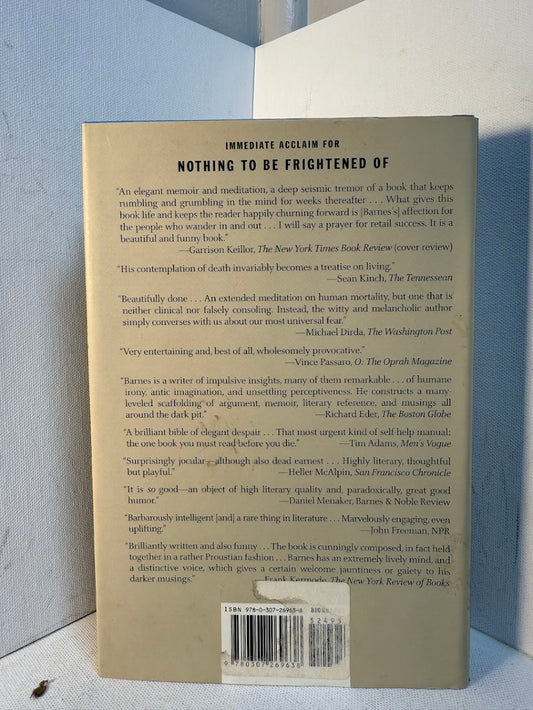 IMMEDIATE ACCLAIM FOR
NOTHING TO BE FRIGHTENED OF
"An elegant memoir and meditation, a deep seismic tremor of a book that keeps
rumbling and grumbling in the mind for weeks thereafter . . . What gives this
book life and keeps the reader happily churning forward is [Barnes's] affection for
the people who wander in and out . . . I will say a prayer for retail success. It is a
beautiful and funny book."
—Garrison Keillor, The New York Times Book Review (cover review)
"His contemplation of death invariably becomes a treatise on living."
—Sean Kinch, The Tennessean
"Beautifully done . . . An extended meditation on human mortality, but one that is
neither clinical nor falsely consoling. Instead, the witty and melancholic author
simply converses with us about our most universal fear."
—Michael Dirda, The Washington Post
"Very entertaining and, best of all, wholesomely provocative."
—Vince Passaro, O: The Oprah Magazine
"Barnes is a writer of impulsive insights, many of them remarkable . . . of humane
irony, antic imagination, and unsettling perceptiveness. He constructs a many-
leveled scaffolding of argument, memoir, literary reference, and musings all
around the dark pit." —Richard Eder, The Boston Globe
"A brilliant bible of elegant despair . . . That most urgent kind of self-help manual:
the one book you must read before you die." —Tim Adams, Men's Vogue
"Surprisingly jocular—although also dead earnest . . . Highly literary, thoughtful
but playful." —Heller McAlpin, San Francisco Chronicle
"It is so good—an object of high literary quality and, paradoxically, great good
humor." —Daniel Menaker, Barnes & Noble Review
"Barbarously intelligent [and] a rare thing in literature . . . Marvelously engaging, even
uplifting." —John Freeman, NPR
"Brilliantly written and also funny . . . The book is cunningly composed, in fact held
together in a rather Proustian fashion . . . Barnes has an extremely lively mind, and
a distinctive voice, which gives a certain welcome jauntiness or gaiety to his
darker musings." Frank Kermode, The New York Review of Books
ISBN 978-0-307-26963-8
52495
9 780307 269638